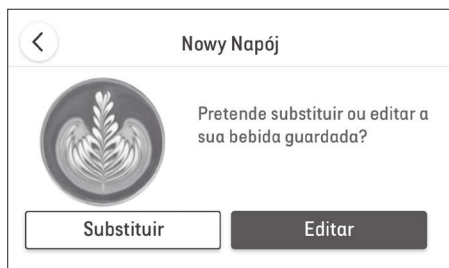 Nowy Napój
Pretende substituir ou editar a
sua bebida guardada?
Substituir
Editar